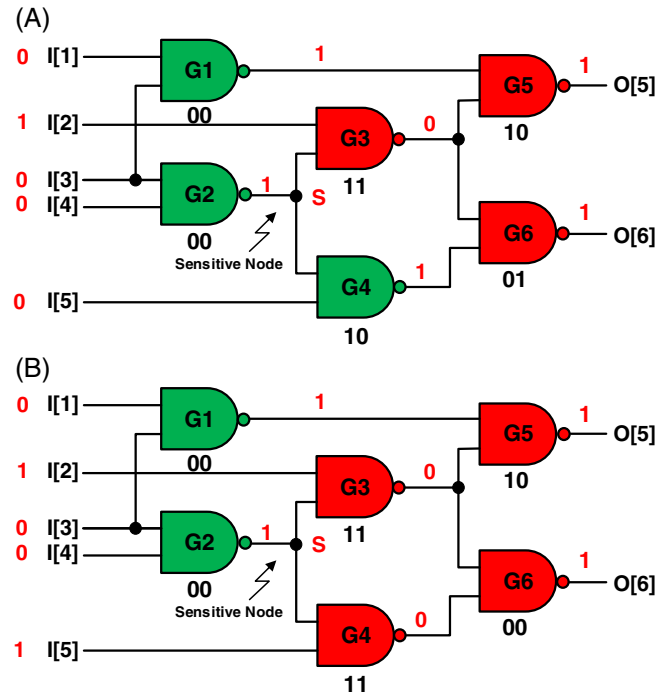 (A)
0 I[1] G1 1 G5 1 O[5]
00 10
1 I[2] G3 0
11
0 I[3]
0 I[4] G2 1 S G6 1 O[6]
00 01
Sensitive Node
G4 1
0 I[5]
10
(B)
0 I[1] G1 1 G5 1 O[5]
00 10
1 I[2] G3 0
11
0 I[3]
0 I[4] G2 1 S G6 1 O[6]
00 00
Sensitive Node
G4 0
1 I[5]
11